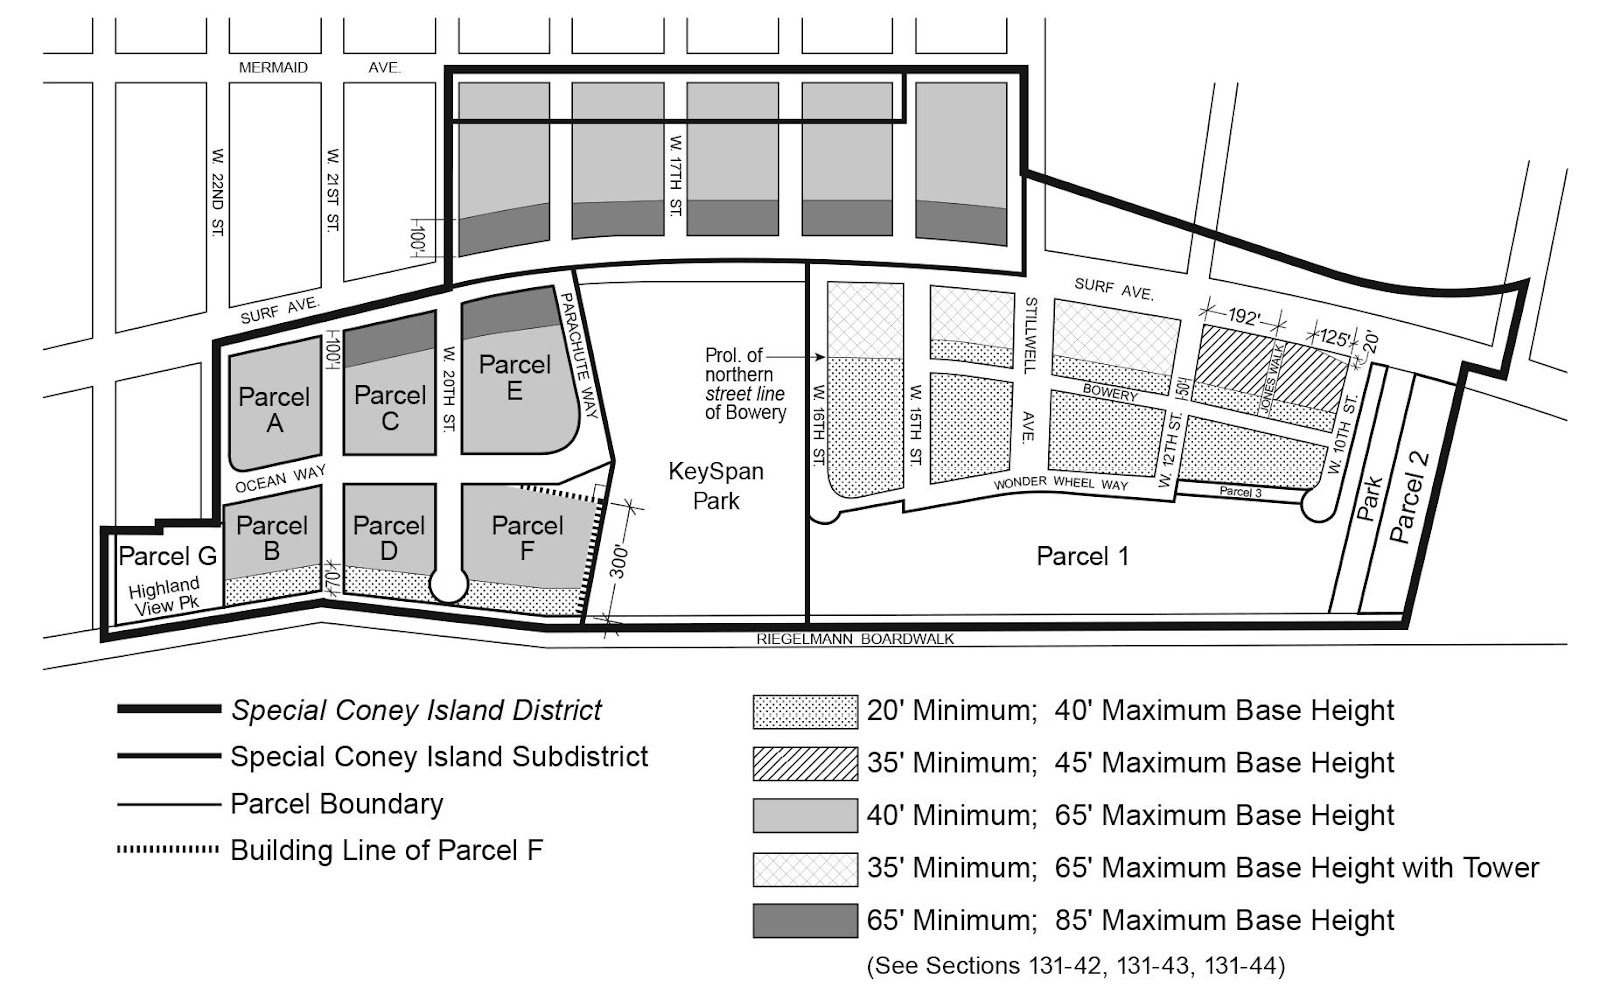 MERMAID AVE.
W. 22ND ST.
W. 21ST ST.
W. 17TH ST.
100'
SURF AVE.
SURF AVE.
100'
PARACHUTE WAY
W. 20TH ST.
Parcel
A
Parcel
C
Parcel
E
Prol. of
northern
street line
of Bowery
W. 16TH ST.
W. 15TH ST.
STILLWELL
AVE.
BOWERY
50'
192'
125'
20'
JONES WALK
W. 12TH ST.
W. 10TH ST.
OCEAN WAY
KeySpan
Park
WONDER WHEEL WAY
Parcel 3
Park
Parcel 2
Parcel
B
Parcel
D
Parcel
F
300'
70'
Parcel G
Highland
View Pk
Parcel 1
RIEGELMANN BOARDWALK
Special Coney Island District
Special Coney Island Subdistrict
Parcel Boundary
Building Line of Parcel F
20' Minimum; 40' Maximum Base Height
35' Minimum; 45' Maximum Base Height
40' Minimum; 65' Maximum Base Height
35' Minimum; 65' Maximum Base Height with Tower
65' Minimum; 85' Maximum Base Height
(See Sections 131-42, 131-43, 131-44)